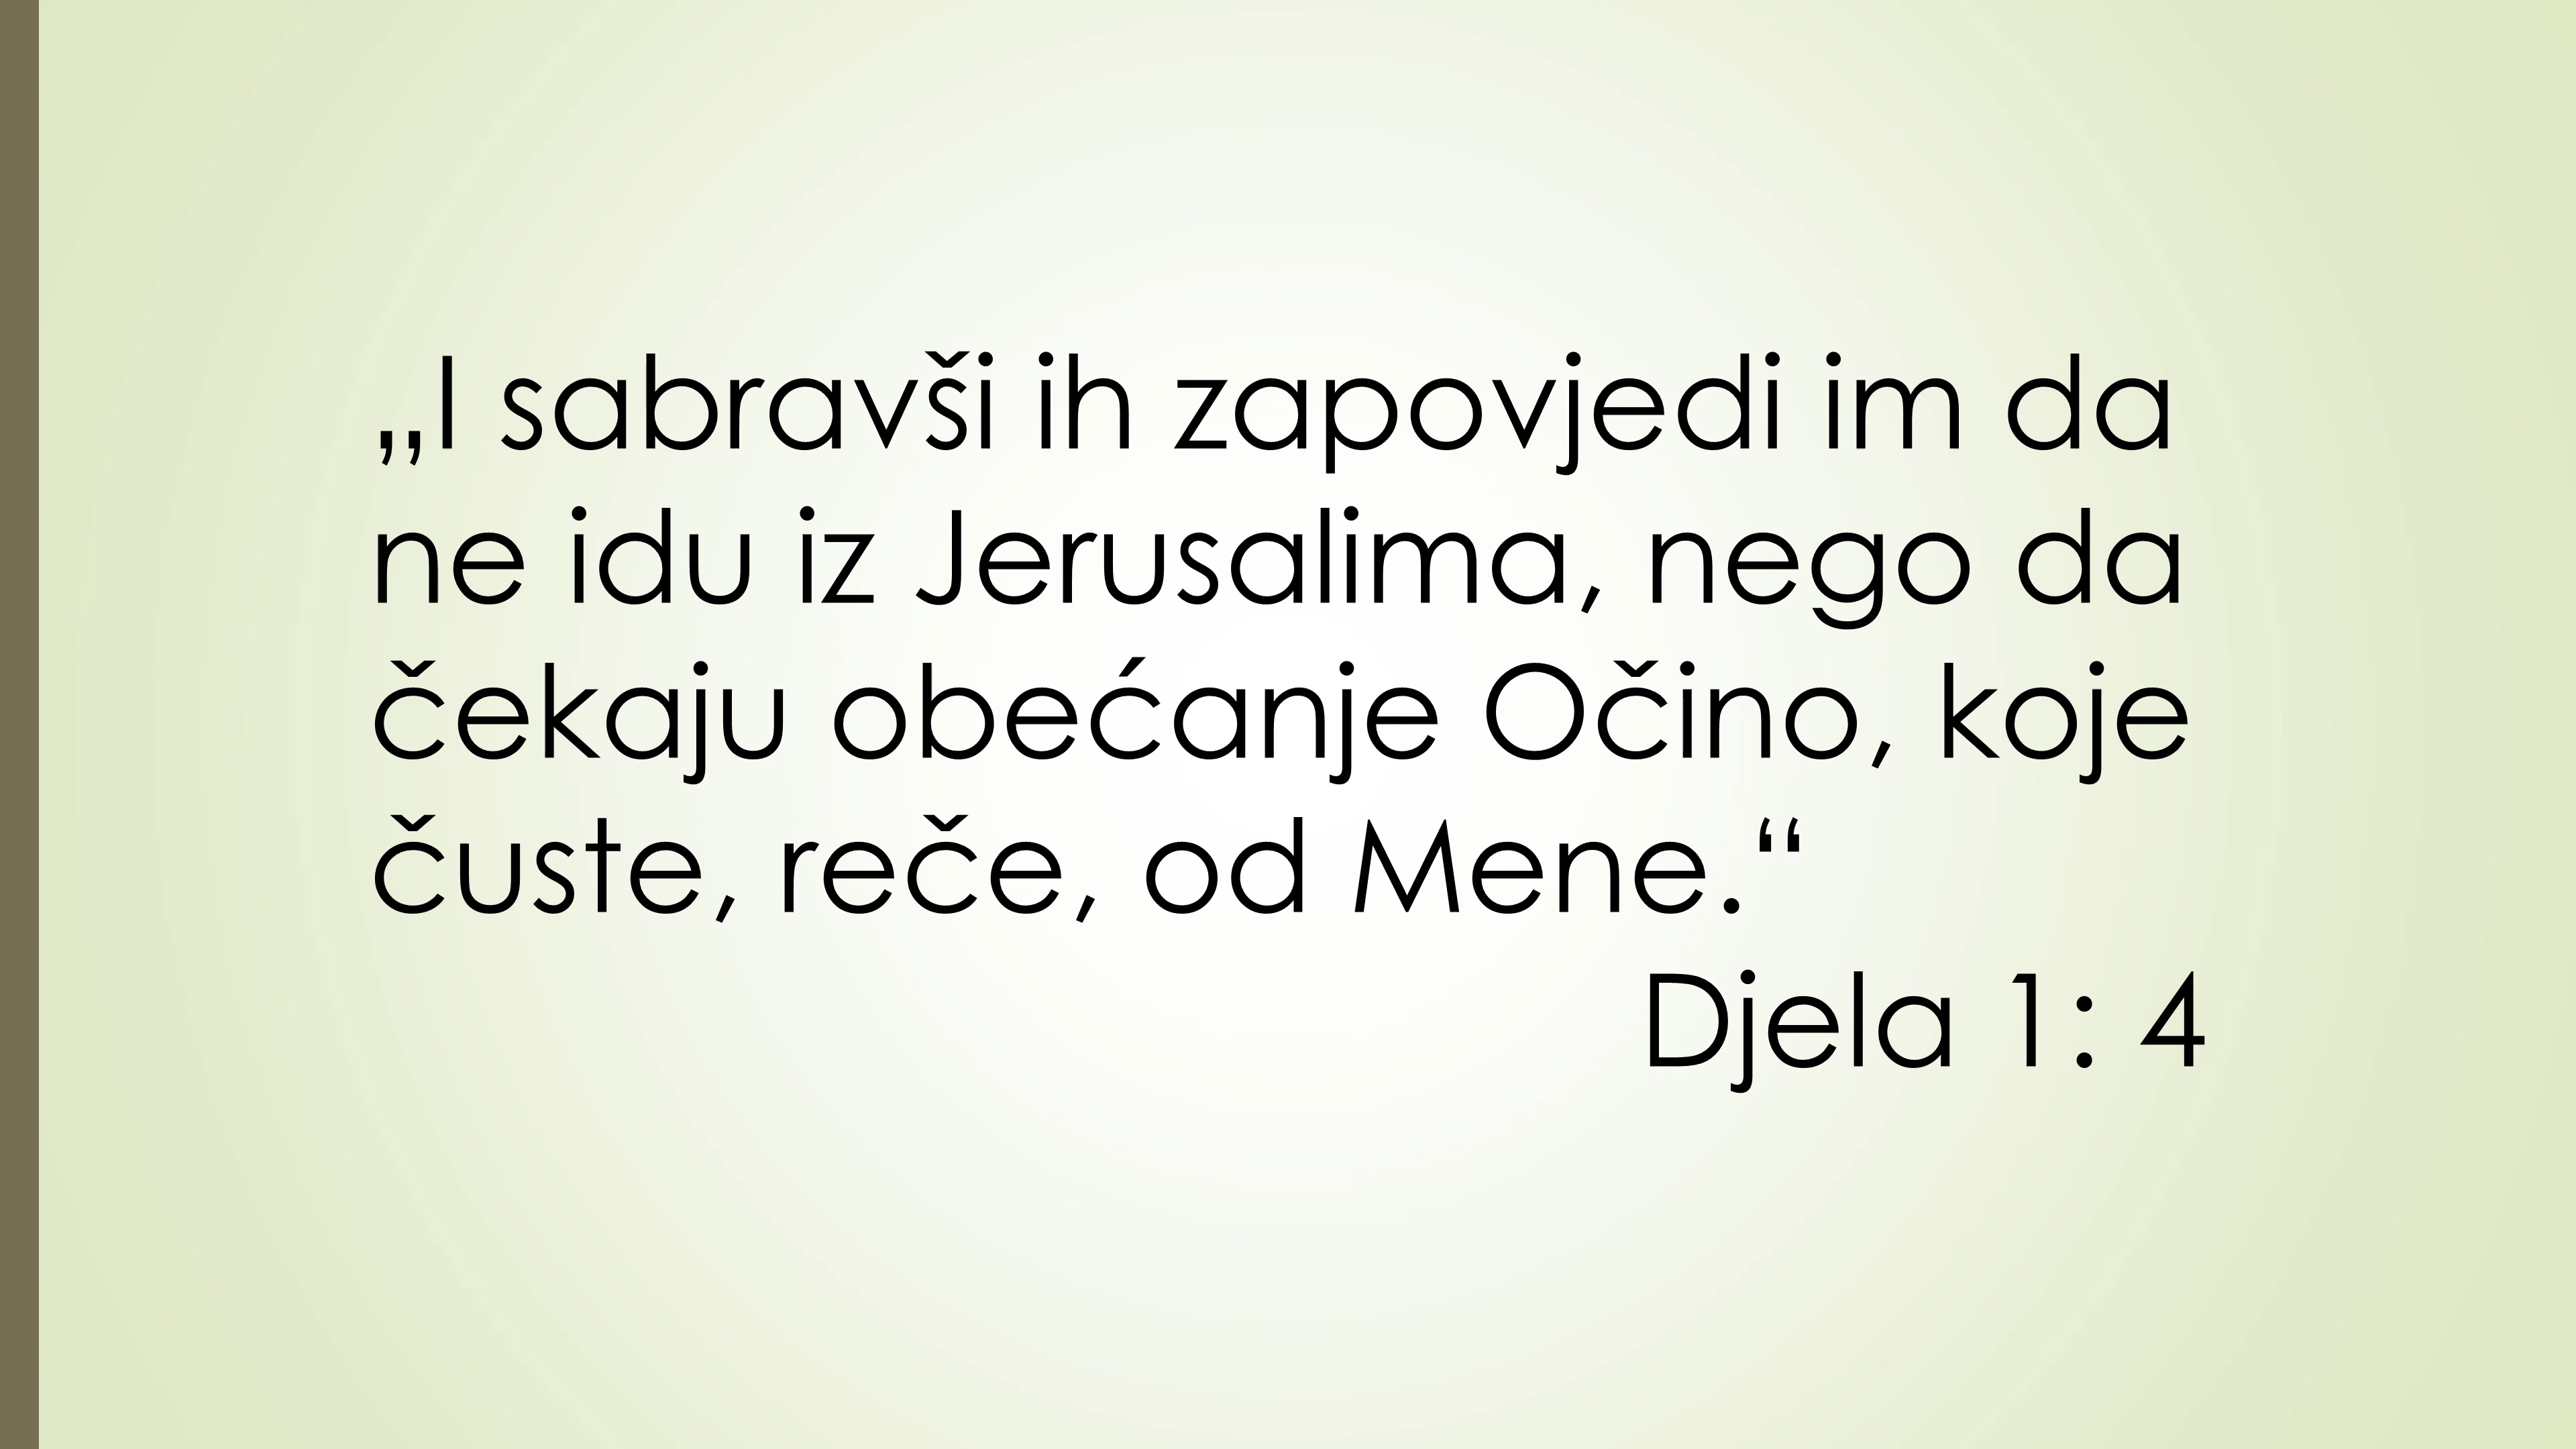 „I sabravši ih zapovjedi im da
ne idu iz Jerusalima, nego da
čekaju obećanje Očino, koje
čuste, reče, od Mene.“
Djela 1: 4